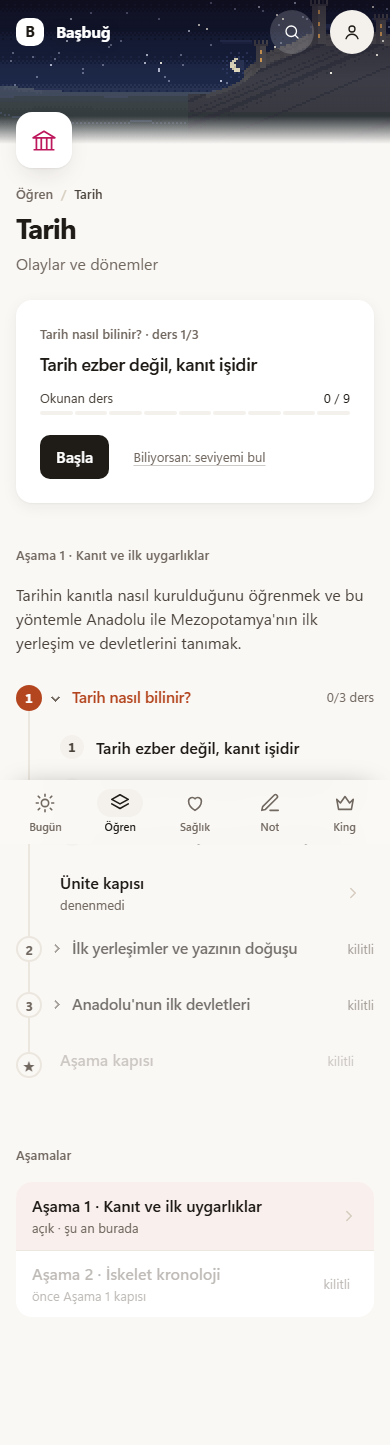 B Başbuğ
Öğren / Tarih
Tarih
Olaylar ve dönemler
Tarih nasıl bilinir? · ders 1/3
Tarih ezber değil, kanıt işidir
Okunan ders 0 / 9
Başla Biliyorsan: seviyemi bul
Aşama 1 · Kanıt ve ilk uygarlıklar
Tarihin kanıtla nasıl kurulduğunu öğrenmek ve bu
yöntemle Anadolu ile Mezopotamya'nın ilk
yerleşim ve devletlerini tanımak.
1 Tarih nasıl bilinir? 0/3 ders
1 Tarih ezber değil, kanıt işidir
Bugün Öğren Sağlık Not King
Ünite kapısı
denenmedi
2 İlk yerleşimler ve yazının doğuşu kilitli
3 Anadolu'nun ilk devletleri kilitli
Aşama kapısı kilitli
Aşamalar
Aşama 1 · Kanıt ve ilk uygarlıklar
açık · şu an burada
Aşama 2 · İskelet kronoloji kilitli
önce Aşama 1 kapısı